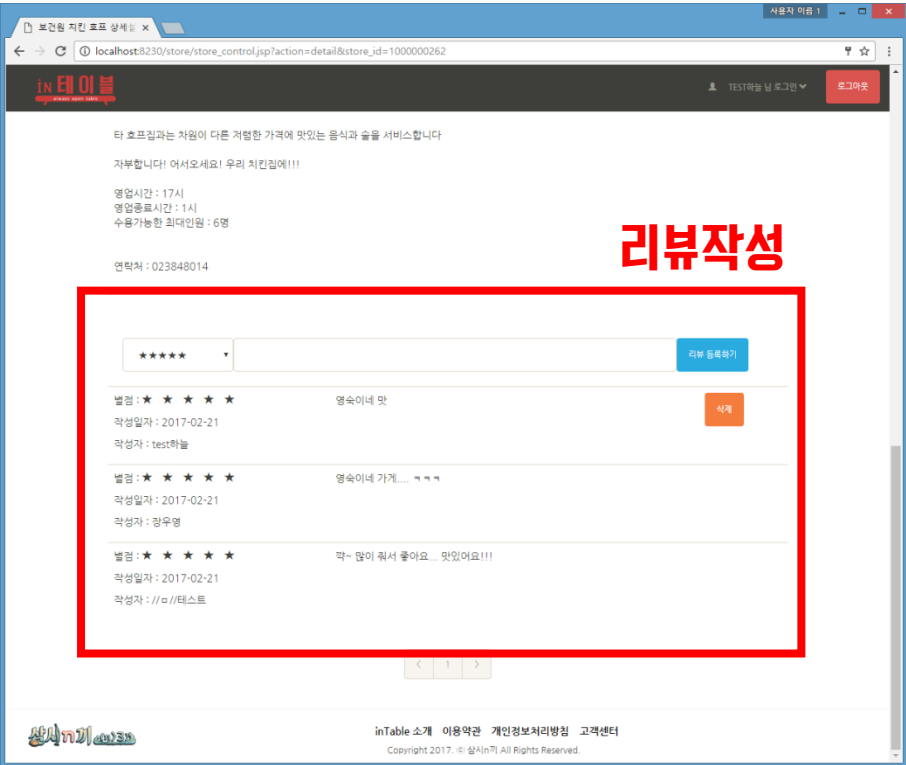 사용자 이름 1
보건원 치킨 호프 상세설
localhost:8230/store/store_control.jsp?action=detail&store_id=1000000262
iN 테이블
always open table
TEST하늘 님 로그인
로그아웃
타 호프집과는 차원이 다른 저렴한 가격에 맛있는 음식과 술을 서비스합니다
자부합니다! 어서오세요! 우리 치킨집에!!!
영업시간 : 17시
영업종료시간 : 1시
수용가능한 최대인원 : 6명
리뷰작성
연락처 : 023848014
★★★★★
리뷰 등록하기
별점 : ★ ★ ★ ★ ★ 영숙이네 맛
삭제
작성일자 : 2017-02-21
작성자 : test하늘
별점 : ★ ★ ★ ★ ★ 영숙이네 가게.... ㅋㅋㅋ
작성일자 : 2017-02-21
작성자 : 장우영
별점 : ★ ★ ★ ★ ★ 꺅~ 많이 줘서 좋아요... 맛있어요!!!
작성일자 : 2017-02-21
작성자 : //ㅁ//테스트
< 1 >
삼시n끼
inTable 소개 이용약관 개인정보처리방침 고객센터
Copyright 2017. ⓒ 삼시n끼 All Rights Reserved.